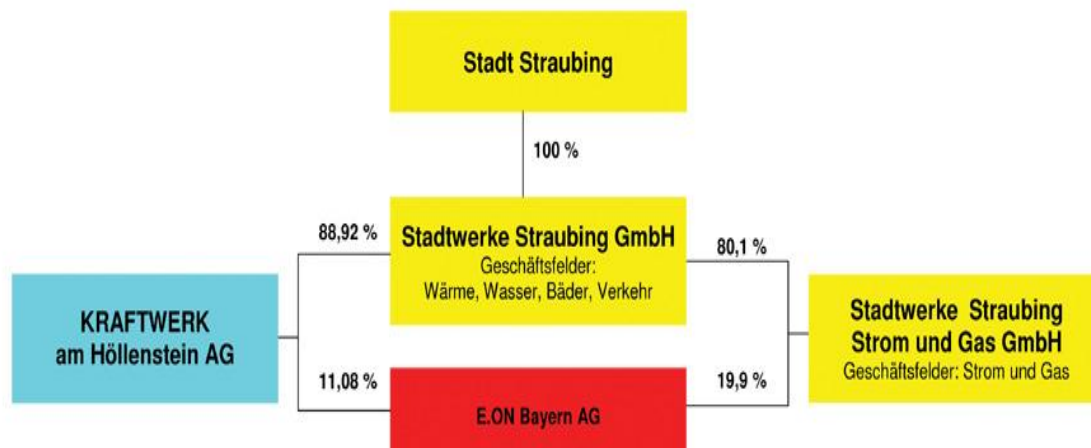 Stadt Straubing
100 %
88,92 %
Stadtwerke Straubing GmbH
Geschäftsfelder:
Wärme, Wasser, Bäder, Verkehr
80,1 %
KRAFTWERK
am Höllenstein AG
Stadtwerke Straubing
Strom und Gas GmbH
Geschäftsfelder: Strom und Gas
11,08 %
E.ON Bayern AG
19,9 %